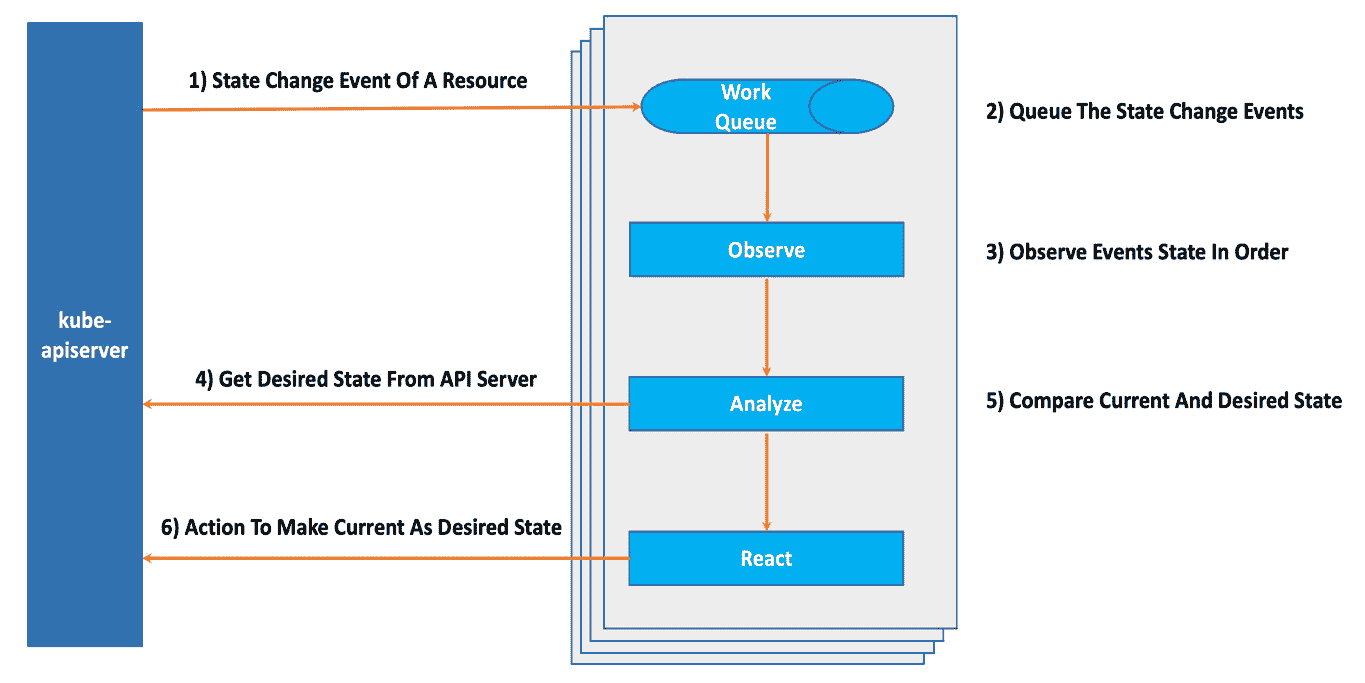 1) State Change Event Of A Resource
Work
Queue
2) Queue The State Change Events
Observe
3) Observe Events State In Order
kube-
apiserver
4) Get Desired State From API Server
Analyze
5) Compare Current And Desired State
6) Action To Make Current As Desired State
React